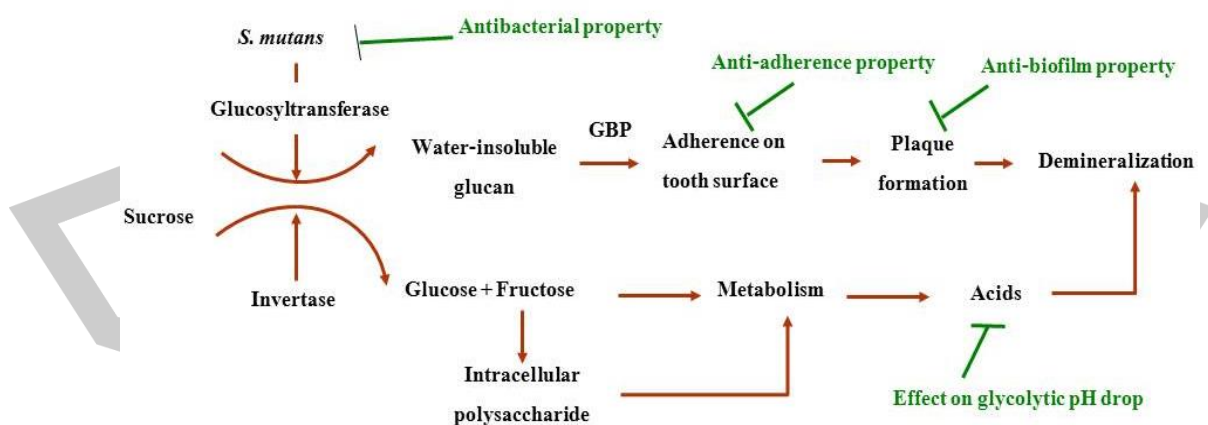 S. mutans
Antibacterial property
Anti-adherence property
Anti-biofilm property
Glucosyltransferase
Water-insoluble
glucan
GBP
Adherence on
tooth surface
Plaque
formation
Demineralization
Sucrose
Invertase
Glucose + Fructose
Metabolism
Acids
Intracellular
polysaccharide
Effect on glycolytic pH drop